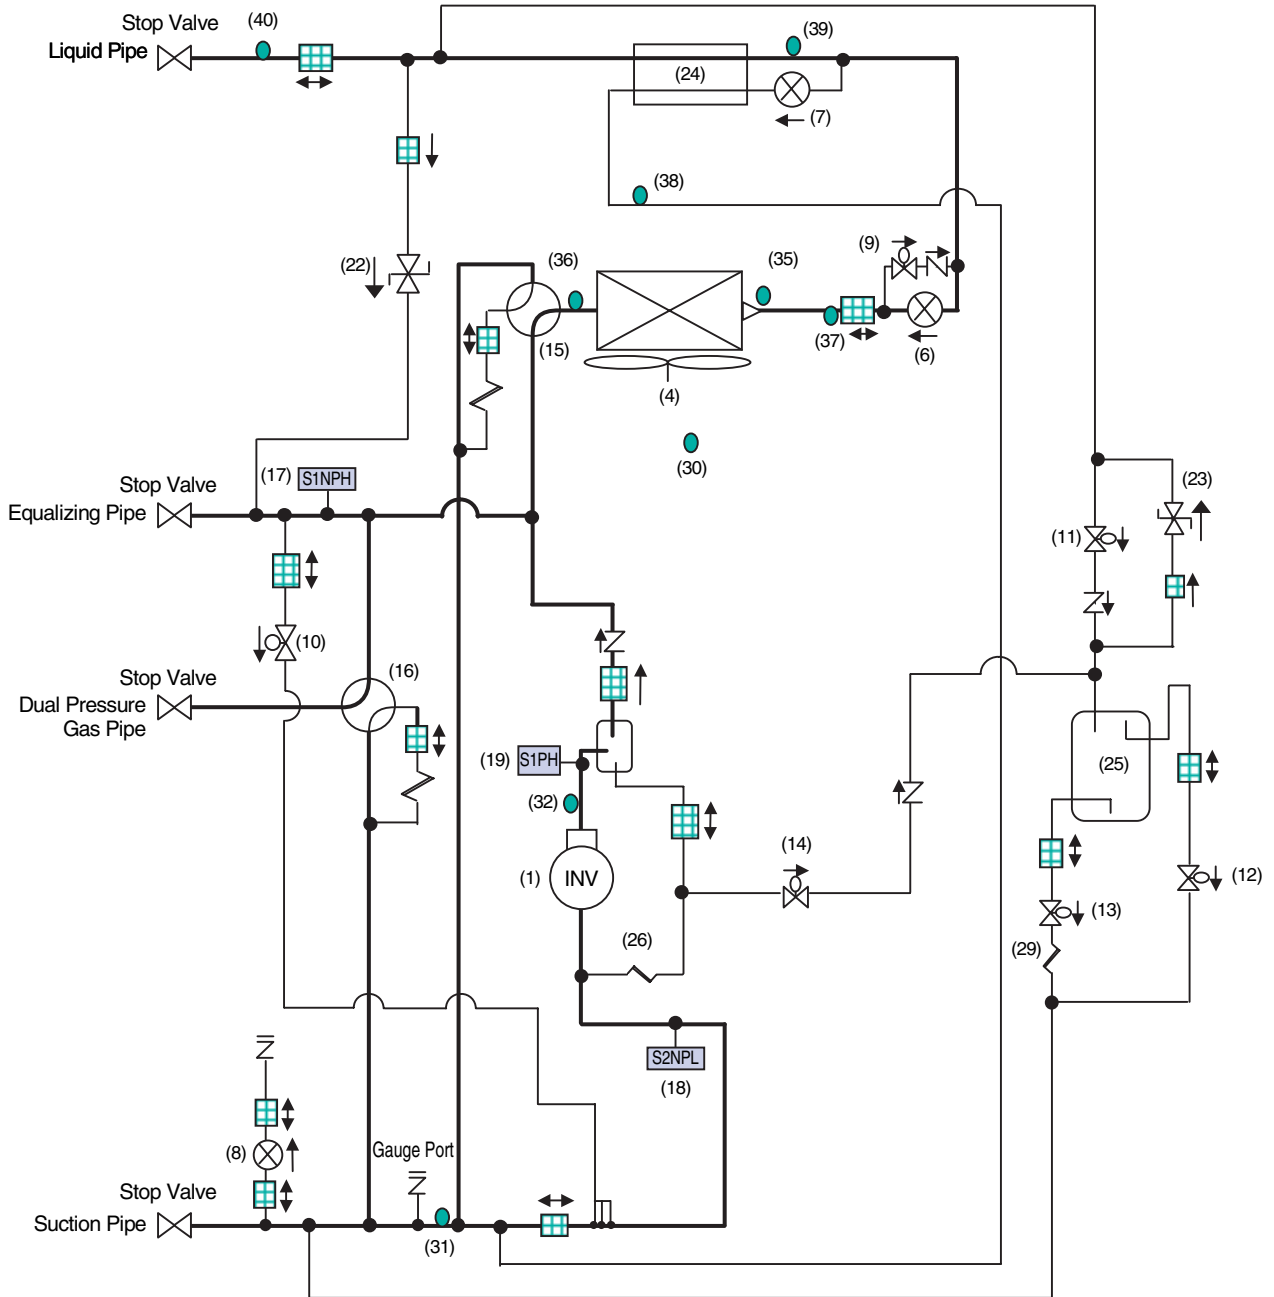 Stop Valve
Liquid Pipe
(40)
(39)
(24)
(7)
(38)
(22)
(36)
(35)
(9)
(15)
(37)
(6)
(4)
(30)
Stop Valve
Equalizing Pipe
(17)
S1NPH
(23)
(11)
(10)
Stop Valve
Dual Pressure
Gas Pipe
(16)
(19)
S1PH
(25)
(32)
(1)
INV
(14)
(12)
(13)
(26)
(29)
S2NPL
(18)
(8)
Gauge Port
Stop Valve
Suction Pipe
(31)